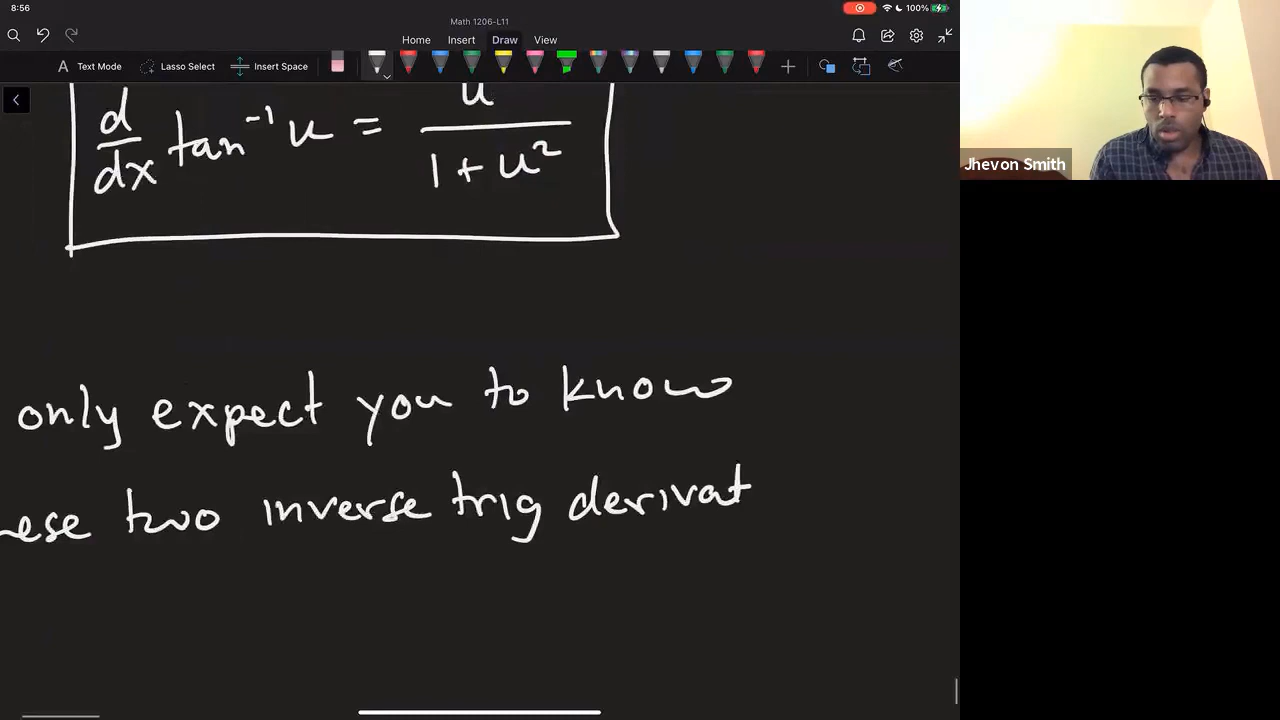 8:56
100%
Math 1206-L11
Home Insert Draw View
Text Mode Lasso Select Insert Space
d/dx tan⁻¹ u = u / 1 + u²
only expect you to know
ese two inverse trig derivat
Jhevon Smith